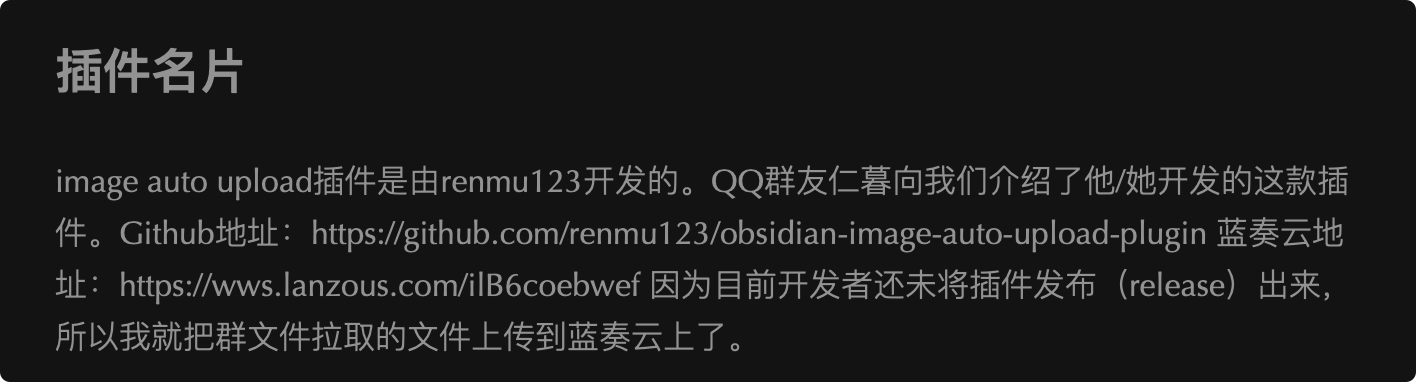 插件名片
image auto upload插件是由renmu123开发的。QQ群友仁暮向我们介绍了他/她开发的这款插
件。Github地址：https://github.com/renmu123/obsidian-image-auto-upload-plugin 蓝奏云地
址：https://wws.lanzous.com/ilB6coebwef 因为目前开发者还未将插件发布（release）出来，
所以我就把群文件拉取的文件上传到蓝奏云上了。